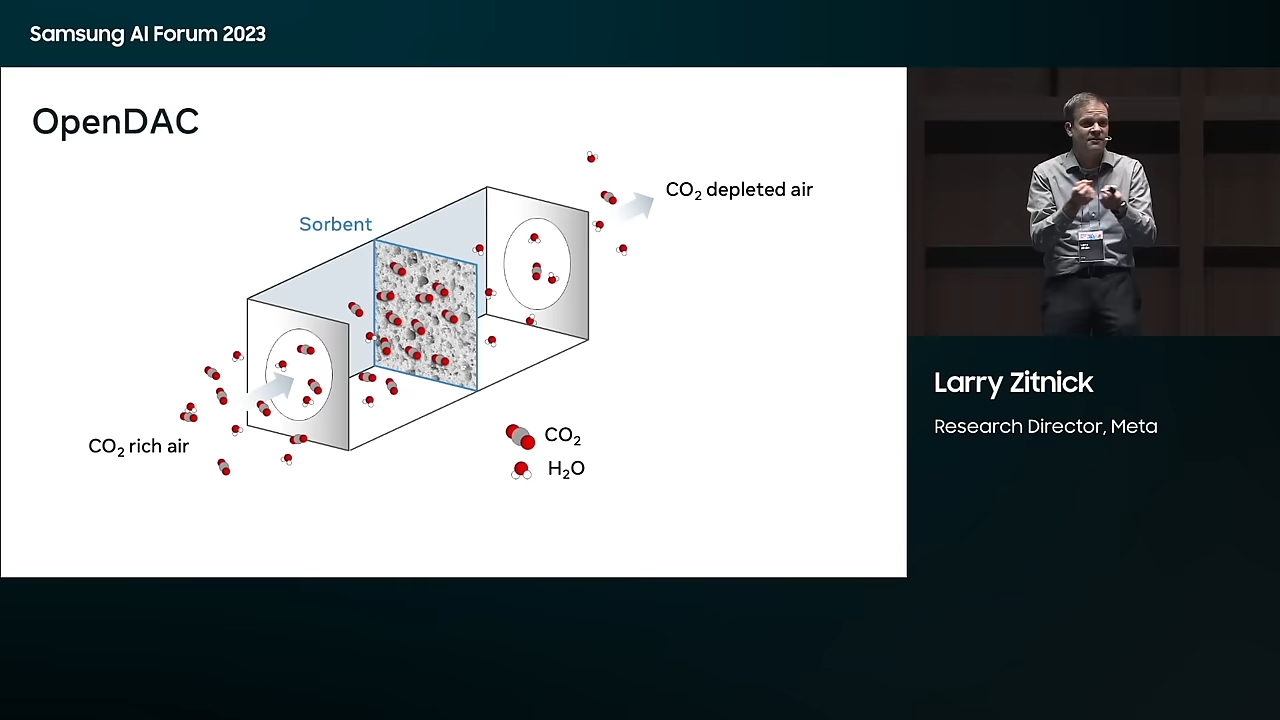 Samsung AI Forum 2023
OpenDAC
CO₂ depleted air
Sorbent
CO₂ rich air
CO₂
H₂O
Larry Zitnick
Research Director, Meta